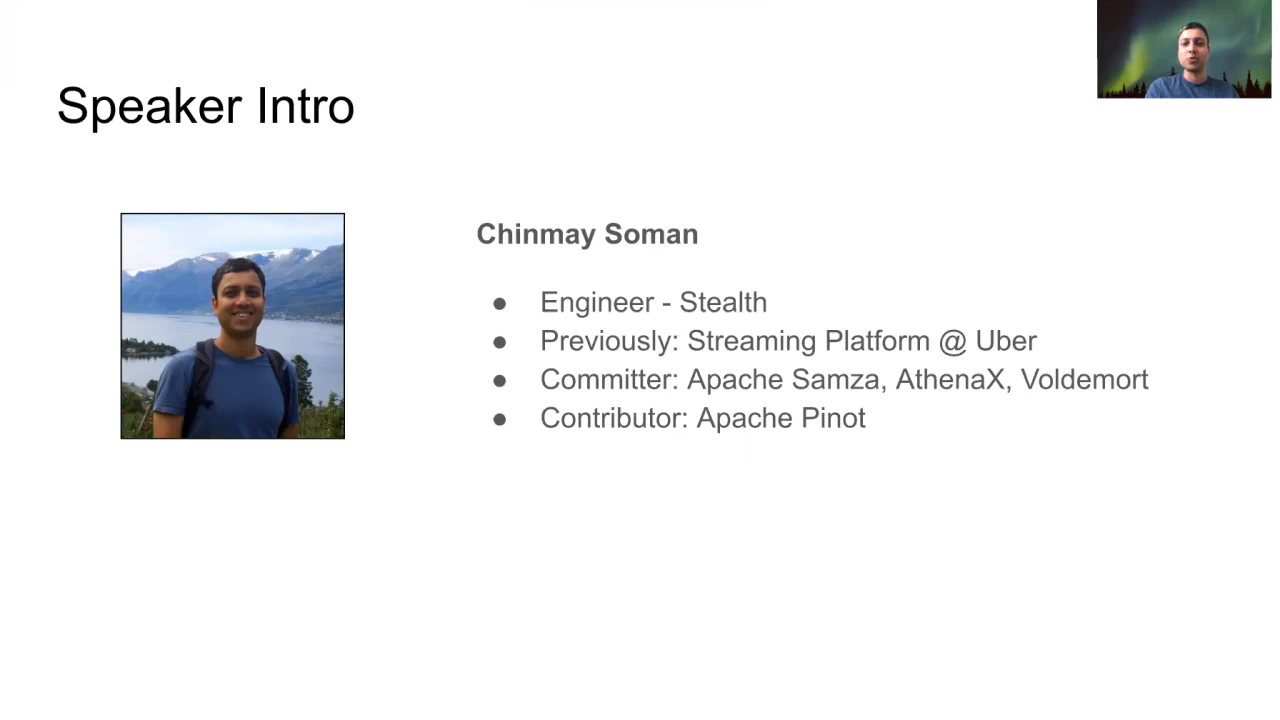 Speaker Intro
Chinmay Soman
● Engineer - Stealth
● Previously: Streaming Platform @ Uber
● Committer: Apache Samza, AthenaX, Voldemort
● Contributor: Apache Pinot